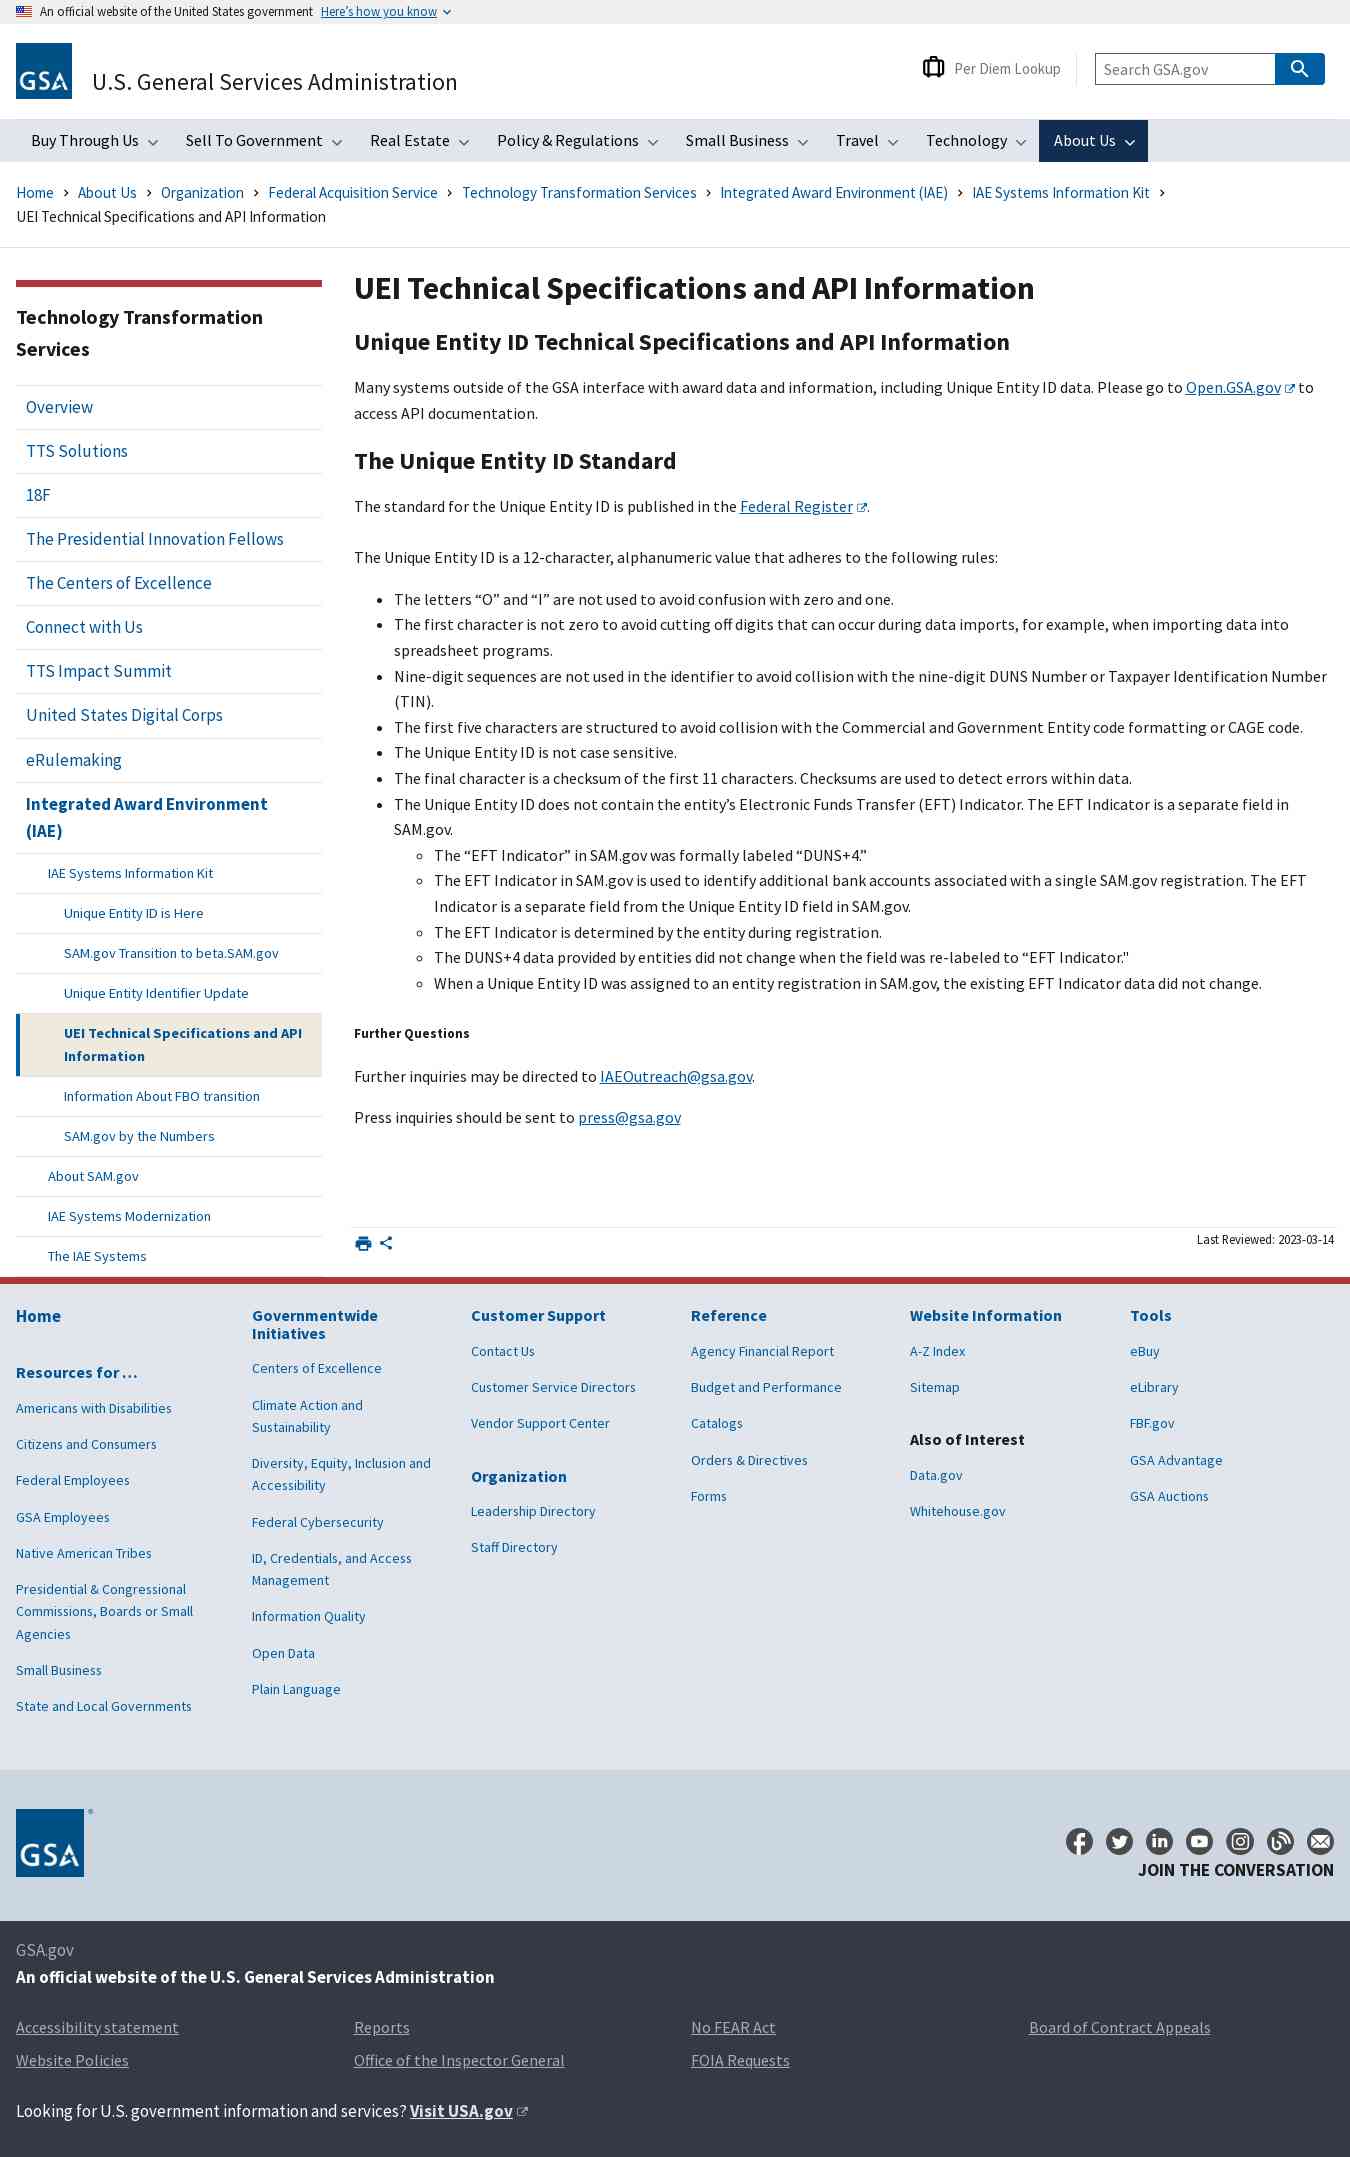 An official website of the United States government Here’s how you know
GSA
U.S. General Services Administration
Per Diem Lookup
Search GSA.gov
Buy Through Us Sell To Government Real Estate Policy & Regulations Small Business Travel Technology About Us
Home › About Us › Organization › Federal Acquisition Service › Technology Transformation Services › Integrated Award Environment (IAE) › IAE Systems Information Kit ›
UEI Technical Specifications and API Information
Technology Transformation
Services
Overview
TTS Solutions
18F
The Presidential Innovation Fellows
The Centers of Excellence
Connect with Us
TTS Impact Summit
United States Digital Corps
eRulemaking
Integrated Award Environment
(IAE)
IAE Systems Information Kit
Unique Entity ID is Here
SAM.gov Transition to beta.SAM.gov
Unique Entity Identifier Update
UEI Technical Specifications and API
Information
Information About FBO transition
SAM.gov by the Numbers
About SAM.gov
IAE Systems Modernization
The IAE Systems
UEI Technical Specifications and API Information
Unique Entity ID Technical Specifications and API Information
Many systems outside of the GSA interface with award data and information, including Unique Entity ID data. Please go to Open.GSA.gov to
access API documentation.
The Unique Entity ID Standard
The standard for the Unique Entity ID is published in the Federal Register.
The Unique Entity ID is a 12-character, alphanumeric value that adheres to the following rules:
• The letters “O” and “I” are not used to avoid confusion with zero and one.
• The first character is not zero to avoid cutting off digits that can occur during data imports, for example, when importing data into
spreadsheet programs.
• Nine-digit sequences are not used in the identifier to avoid collision with the nine-digit DUNS Number or Taxpayer Identification Number
(TIN).
• The first five characters are structured to avoid collision with the Commercial and Government Entity code formatting or CAGE code.
• The Unique Entity ID is not case sensitive.
• The final character is a checksum of the first 11 characters. Checksums are used to detect errors within data.
• The Unique Entity ID does not contain the entity’s Electronic Funds Transfer (EFT) Indicator. The EFT Indicator is a separate field in
SAM.gov.
◦ The “EFT Indicator” in SAM.gov was formally labeled “DUNS+4.”
◦ The EFT Indicator in SAM.gov is used to identify additional bank accounts associated with a single SAM.gov registration. The EFT
Indicator is a separate field from the Unique Entity ID field in SAM.gov.
◦ The EFT Indicator is determined by the entity during registration.
◦ The DUNS+4 data provided by entities did not change when the field was re-labeled to “EFT Indicator."
◦ When a Unique Entity ID was assigned to an entity registration in SAM.gov, the existing EFT Indicator data did not change.
Further Questions
Further inquiries may be directed to IAEOutreach@gsa.gov.
Press inquiries should be sent to press@gsa.gov
Last Reviewed: 2023-03-14
Home
Resources for …
Americans with Disabilities
Citizens and Consumers
Federal Employees
GSA Employees
Native American Tribes
Presidential & Congressional
Commissions, Boards or Small
Agencies
Small Business
State and Local Governments
Governmentwide
Initiatives
Centers of Excellence
Climate Action and
Sustainability
Diversity, Equity, Inclusion and
Accessibility
Federal Cybersecurity
ID, Credentials, and Access
Management
Information Quality
Open Data
Plain Language
Customer Support
Contact Us
Customer Service Directors
Vendor Support Center
Organization
Leadership Directory
Staff Directory
Reference
Agency Financial Report
Budget and Performance
Catalogs
Orders & Directives
Forms
Website Information
A-Z Index
Sitemap
Also of Interest
Data.gov
Whitehouse.gov
Tools
eBuy
eLibrary
FBF.gov
GSA Advantage
GSA Auctions
GSA®
JOIN THE CONVERSATION
GSA.gov
An official website of the U.S. General Services Administration
Accessibility statement Reports No FEAR Act Board of Contract Appeals
Website Policies Office of the Inspector General FOIA Requests
Looking for U.S. government information and services? Visit USA.gov